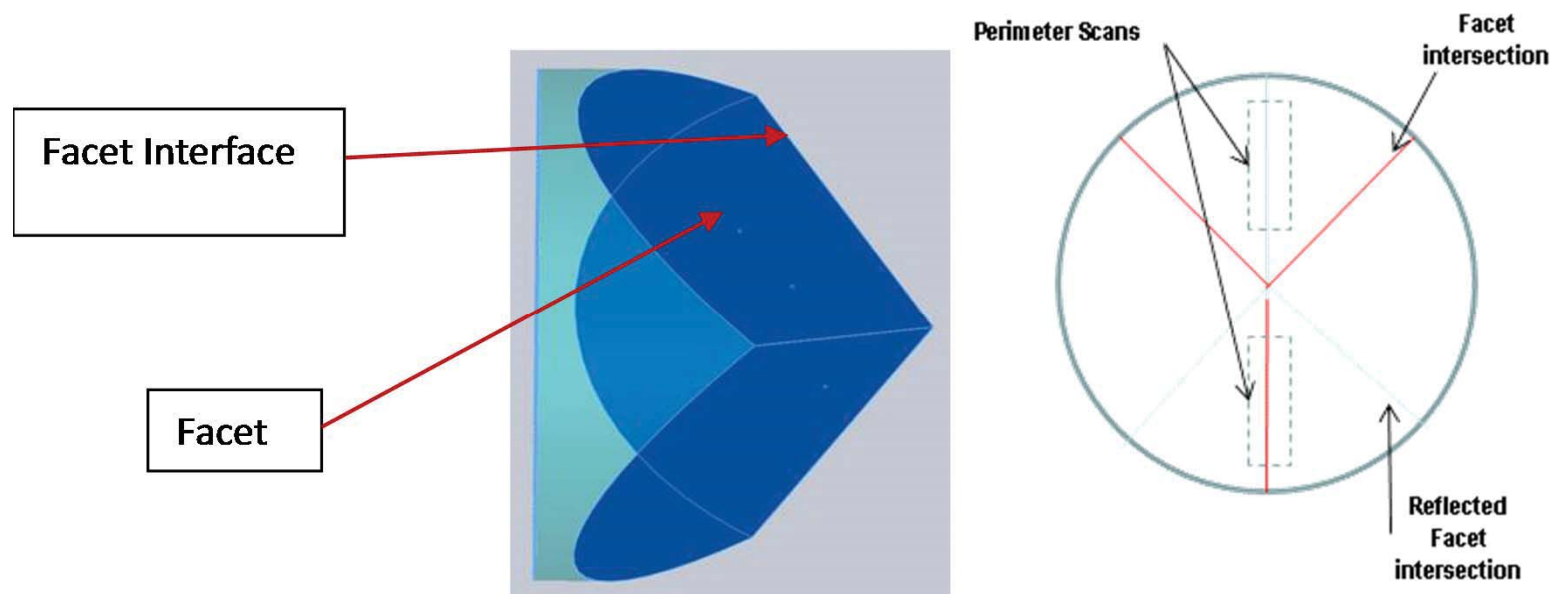 Facet Interface
Facet
Perimeter Scans
Facet
intersection
Reflected
Facet
intersection